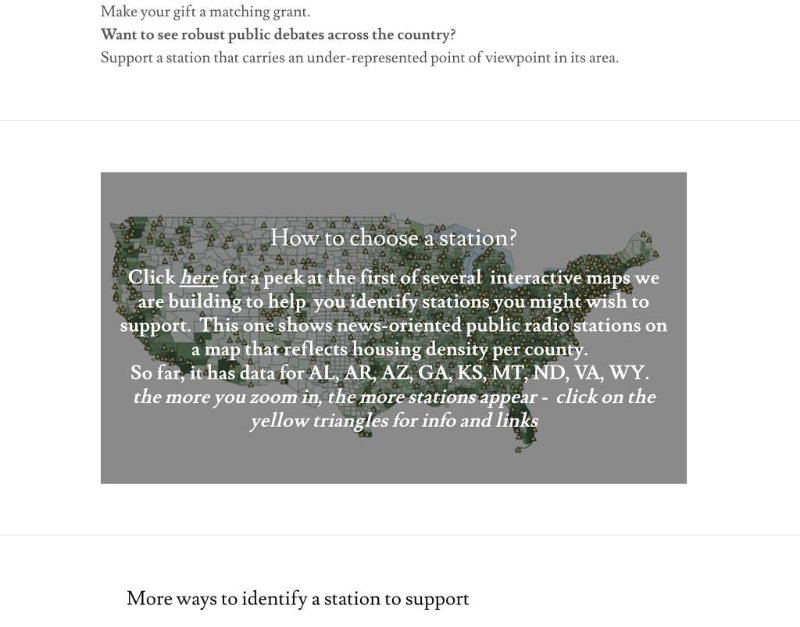 Make your gift a matching grant.
Want to see robust public debates across the country?
Support a station that carries an under-represented point of viewpoint in its area.
How to choose a station?
Click here for a peek at the first of several interactive maps we
are building to help you identify stations you might wish to
support. This one shows news-oriented public radio stations on
a map that reflects housing density per county.
So far, it has data for AL, AR, AZ, GA, KS, MT, ND, VA, WY.
the more you zoom in, the more stations appear - click on the
yellow triangles for info and links
More ways to identify a station to support